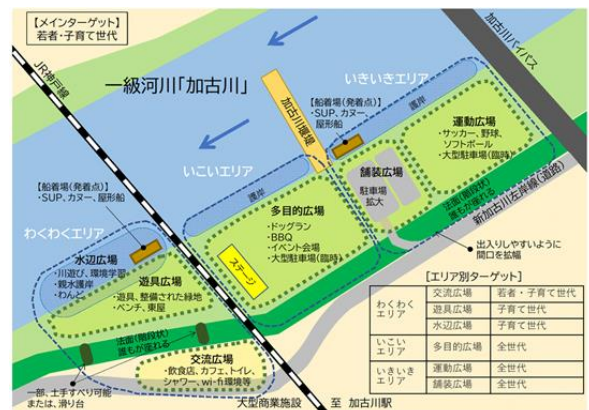 【メインターゲット】
若者・子育て世代
JR神戸線
一級河川「加古川」
加古川バイパス
いきいきエリア
【船着場(発着点)】
・SUP、カヌー、
屋形船
護岸
加古川堰堤
運動広場
・サッカー、野球、
ソフトボール
・大型駐車場(臨時)
いこいエリア
護岸
舗装広場
駐車場
拡大
法面(階段状)
誰もが座れる
新加古川左岸線(道路)
【船着場(発着点)】
・SUP、カヌー、
屋形船
多目的広場
・ドッグラン
・BBQ
・イベント会場
・大型駐車場(臨時)
ステージ
出入りしやすいように
間口を拡幅
わくわくエリア
水辺広場
・川遊び、環境学習
・親水護岸
・わんど
遊具広場
・遊具、整備された緑地
・ベンチ、東屋
法面(階段状)
誰もが座れる
交流広場
・飲食店、カフェ、トイレ、
シャワー、wi-fi環境等
一部、土手すべり可能
または、滑り台
大型商業施設
至 加古川駅
[エリア別ターゲット]
わくわくエリア 交流広場 若者・子育て世代
遊具広場 子育て世代
水辺広場 子育て世代
いこいエリア 多目的広場 全世代
いきいきエリア 運動広場 全世代
舗装広場 全世代